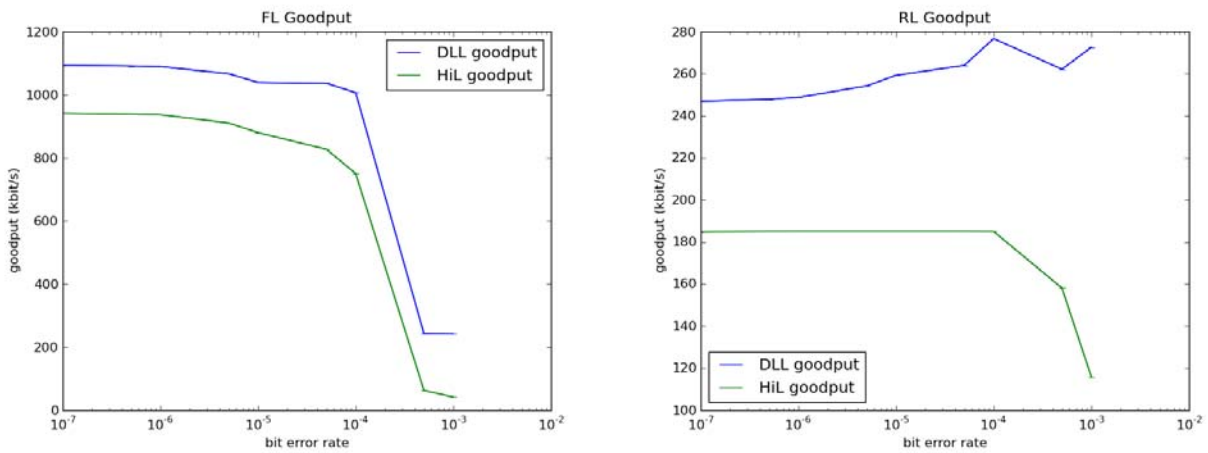 FL Goodput
1200
1000
800
600
400
200
0
goodput (kbit/s)
DLL goodput
HiL goodput
10-7
10-6
10-5
10-4
10-3
10-2
bit error rate
RL Goodput
280
260
240
220
200
180
160
140
120
100
goodput (kbit/s)
DLL goodput
HiL goodput
10-7
10-6
10-5
10-4
10-3
10-2
bit error rate